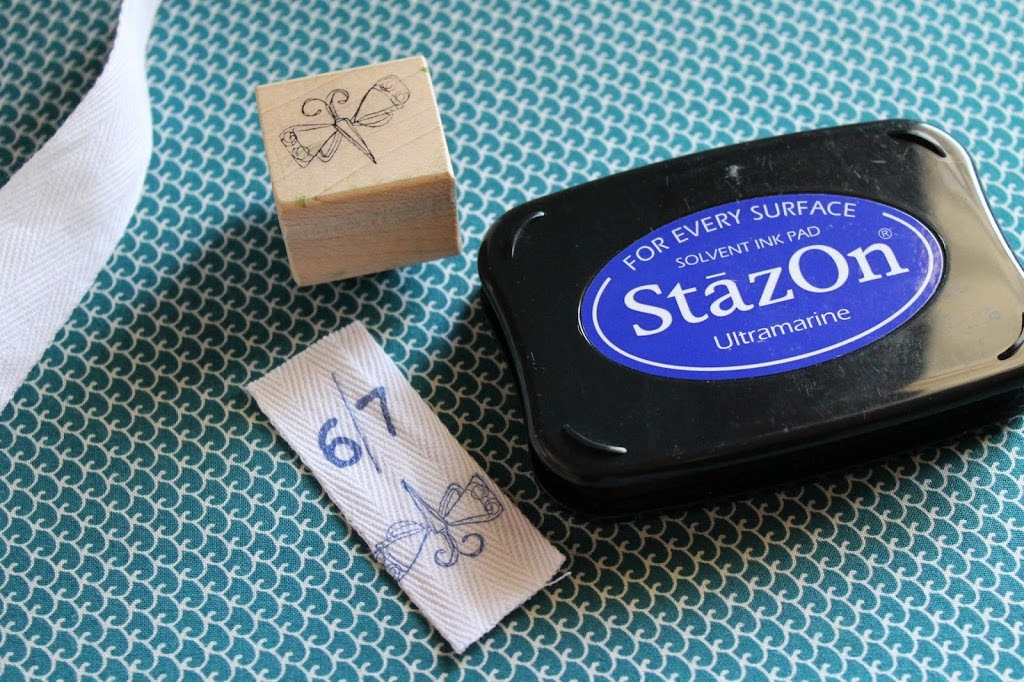 FOR EVERY SURFACE
SOLVENT INK PAD
StāzOn®
Ultramarine
6/7